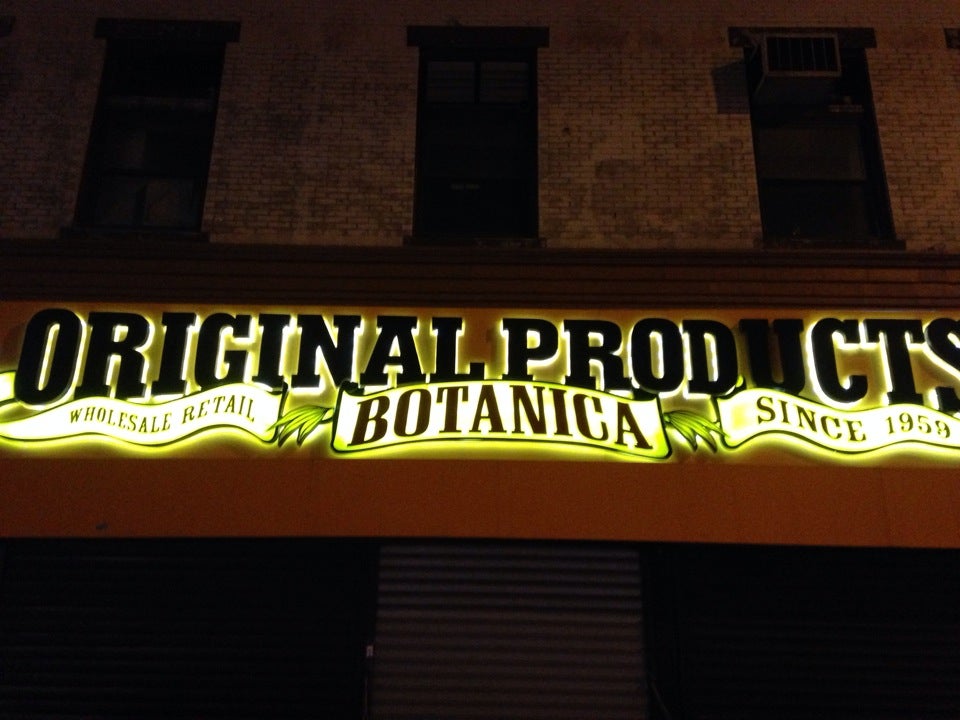 ORIGINAL PRODUCTS
WHOLESALE RETAIL
BOTANICA
SINCE 1959